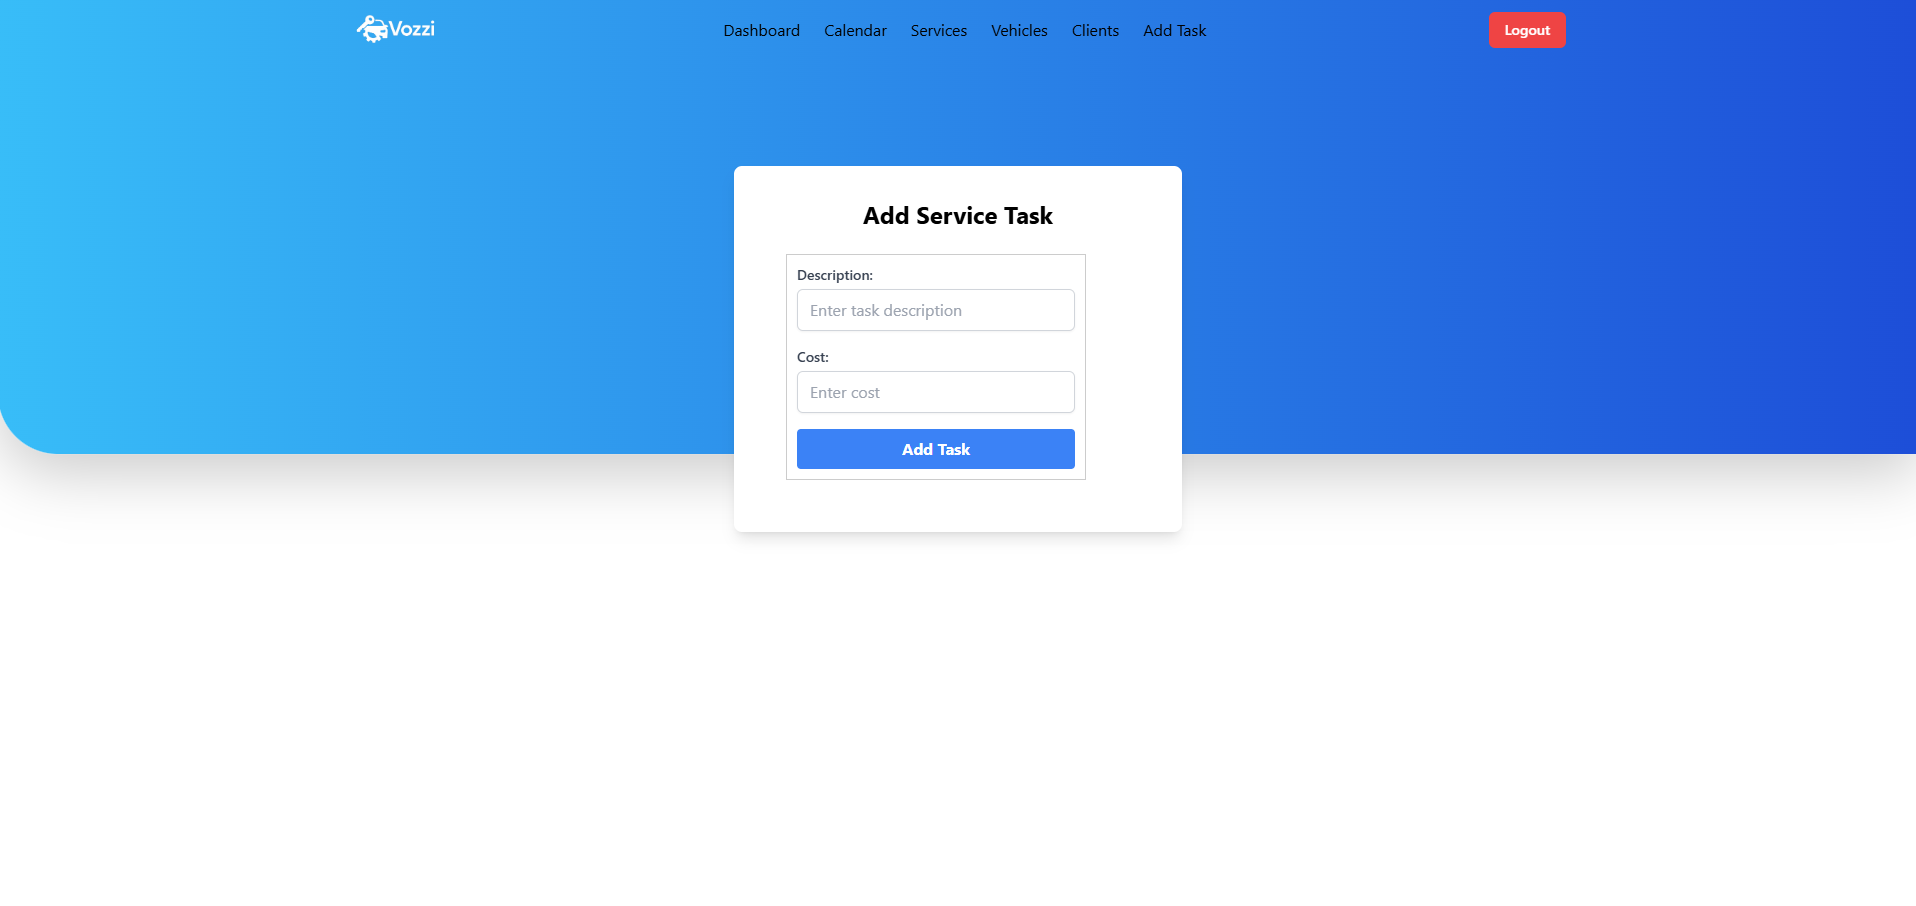 Vozzi
Dashboard Calendar Services Vehicles Clients Add Task
Logout
Add Service Task
Description:
Enter task description
Cost:
Enter cost
Add Task